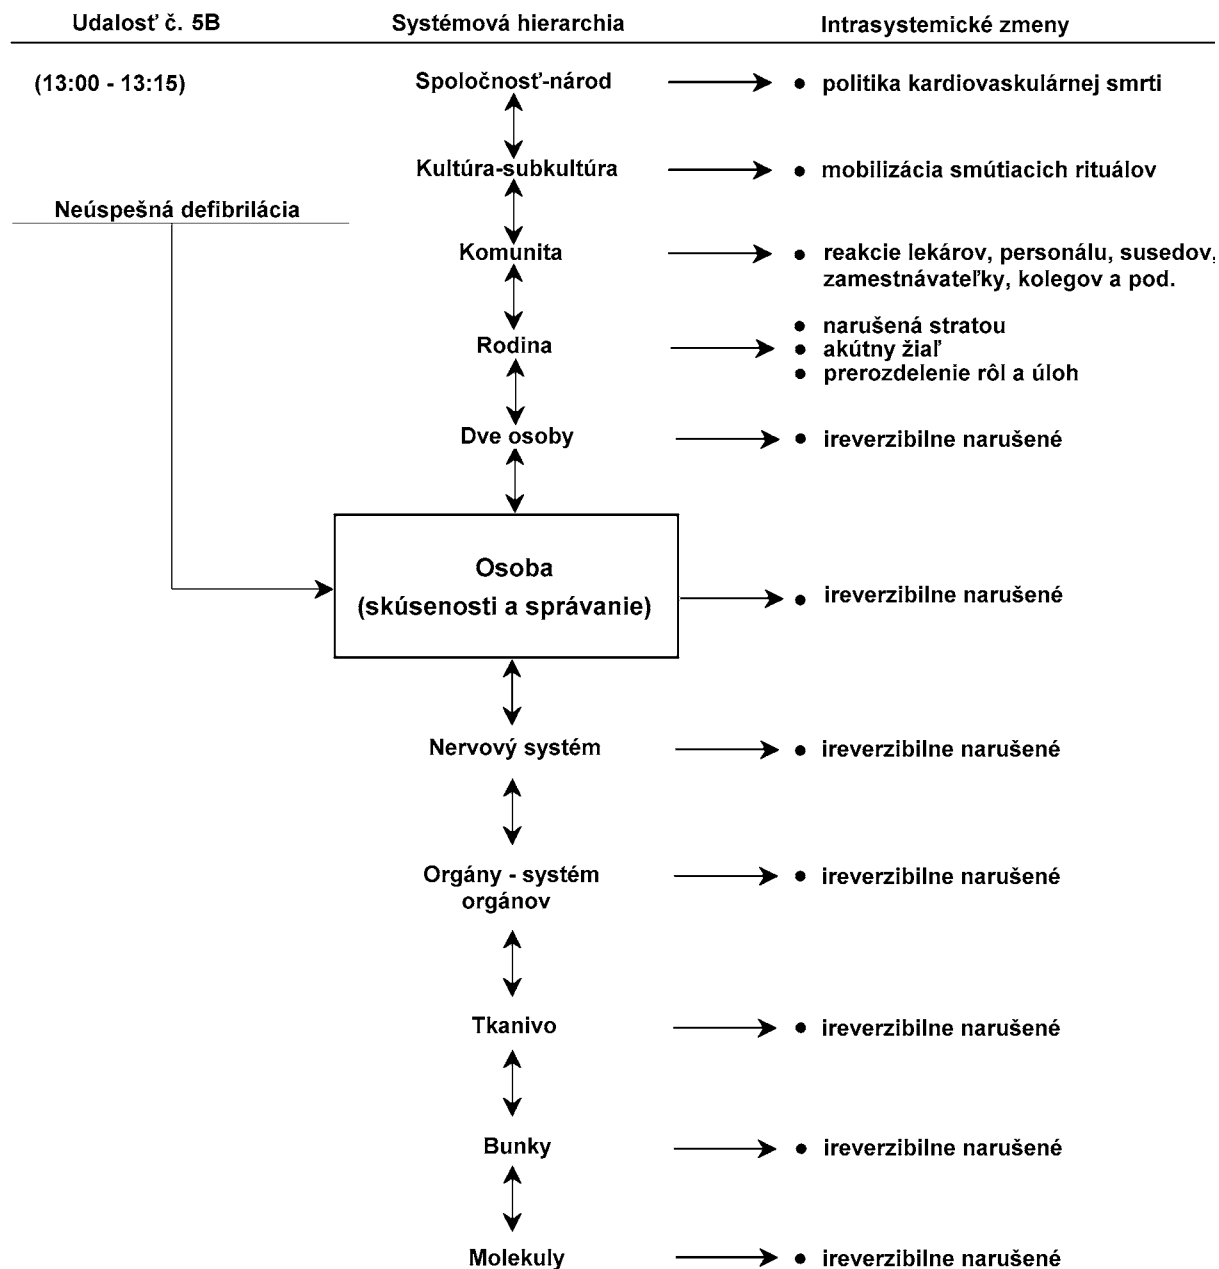 Udalosť č. 5B
Systémová hierarchia
Intrasystemické zmeny
(13:00 - 13:15)
Spoločnosť-národ
politika kardiovaskulárnej smrti
Kultúra-subkultúra
mobilizácia smútiacich rituálov
Neúspešná defibrilácia
Komunita
reakcie lekárov, personálu, susedov,
zamestnávateľky, kolegov a pod.
Rodina
narušená stratou
akútny žiaľ
prerozdelenie rôl a úloh
Dve osoby
ireverzibilne narušené
Osoba
(skúsenosti a správanie)
ireverzibilne narušené
Nervový systém
ireverzibilne narušené
Orgány - systém
orgánov
ireverzibilne narušené
Tkanivo
ireverzibilne narušené
Bunky
ireverzibilne narušené
Molekuly
ireverzibilne narušené